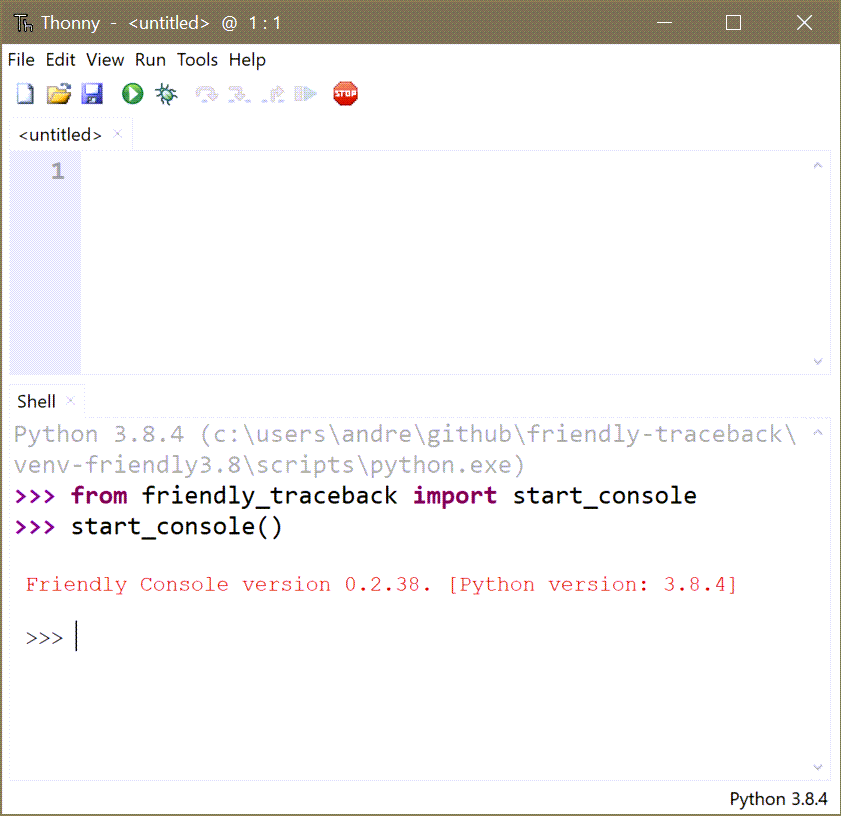 Th Thonny - <untitled> @ 1 : 1
File Edit View Run Tools Help
STOP
<untitled> ×
1
Shell ×
Python 3.8.4 (c:\users\andre\github\friendly-traceback\
venv-friendly3.8\scripts\python.exe)
>>> from friendly_traceback import start_console
>>> start_console()
Friendly Console version 0.2.38. [Python version: 3.8.4]
>>>
Python 3.8.4